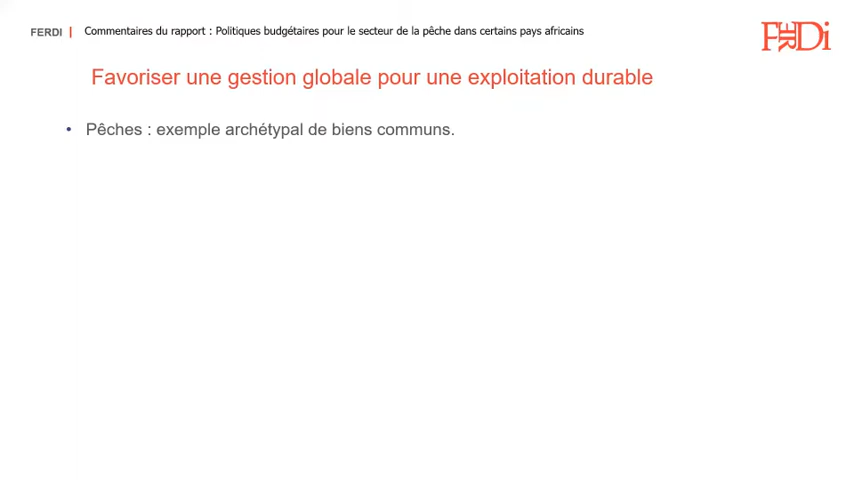 FERDI | Commentaires du rapport : Politiques budgétaires pour le secteur de la pêche dans certains pays africains
FERDi
Favoriser une gestion globale pour une exploitation durable
• Pêches : exemple archétypal de biens communs.